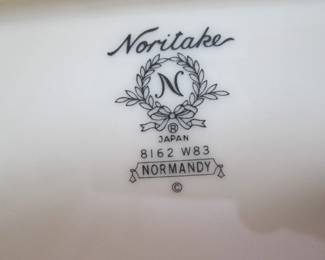 Noritake
N
®
JAPAN
8162 W83
NORMANDY
©